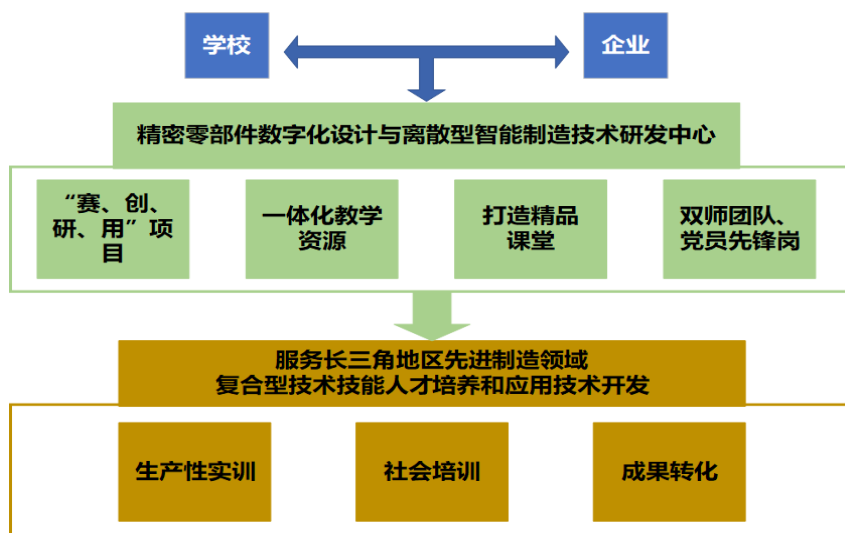 学校
企业
精密零部件数字化设计与离散型智能制造技术研发中心
“赛、创、
研、用”项
目
一体化教学
资源
打造精品
课堂
双师团队、
党员先锋岗
服务长三角地区先进制造领域
复合型技术技能人才培养和应用技术开发
生产性实训
社会培训
成果转化